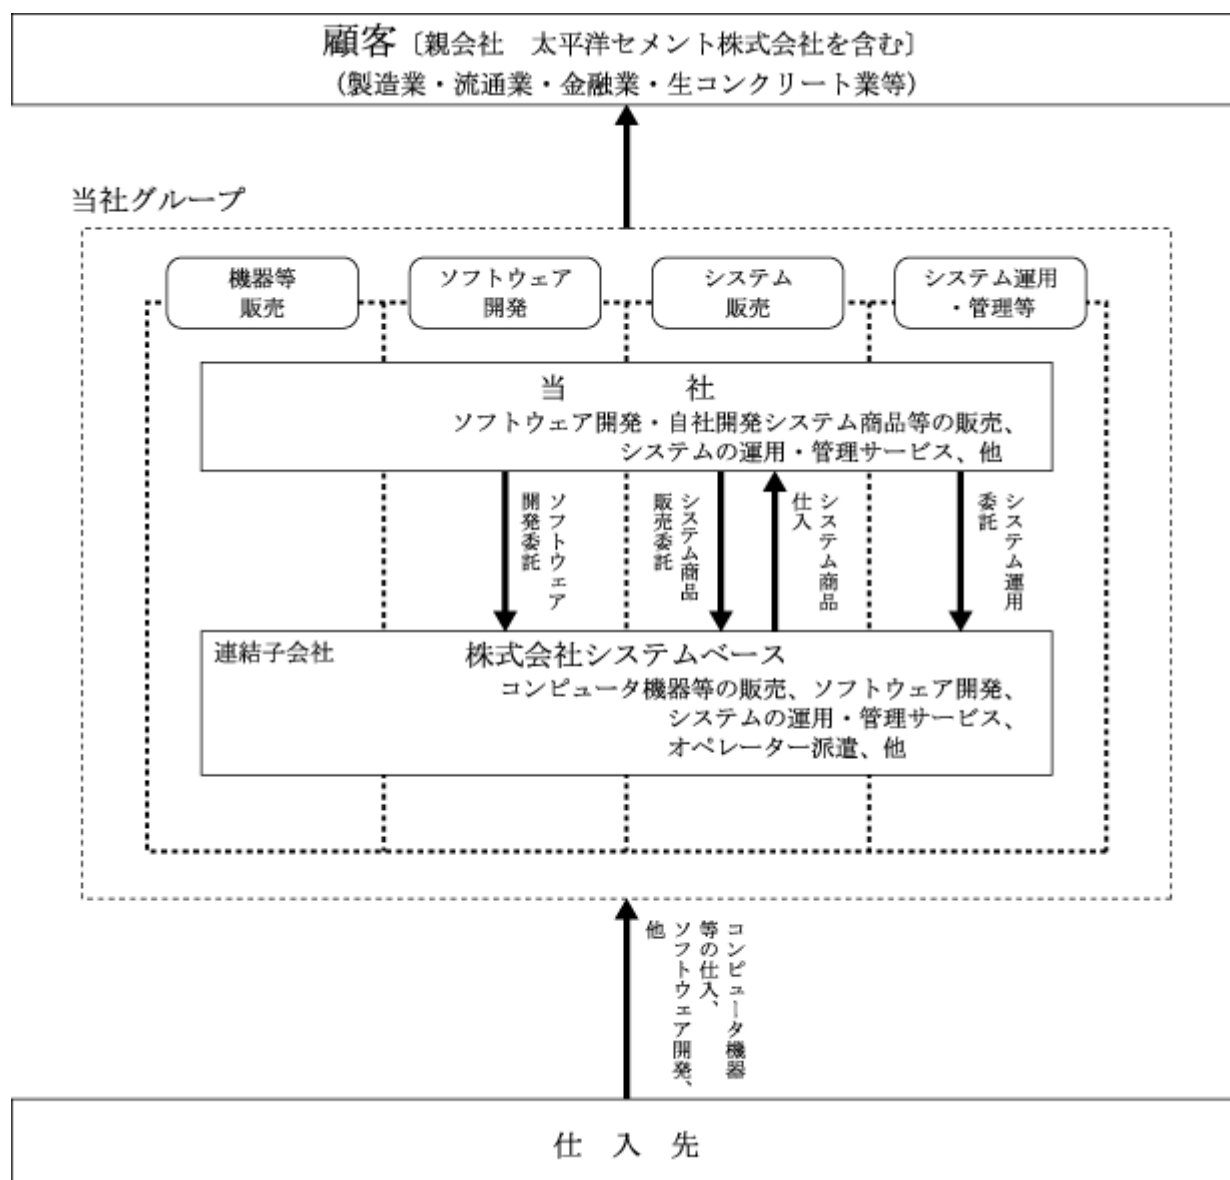 顧客〔親会社　太平洋セメント株式会社を含む〕
（製造業・流通業・金融業・生コンクリート業等）
当社グループ
機器等
販売
ソフトウェア
開発
システム
販売
システム運用
・管理等
当　　　社
ソフトウェア開発・自社開発システム商品等の販売、
システムの運用・管理サービス、他
ソフトウェア
開発委託
システム商品
販売委託
システム商品
仕入
システム運用
委託
連結子会社
株式会社システムベース
コンピュータ機器等の販売、ソフトウェア開発、
システムの運用・管理サービス、
オペレーター派遣、他
コンピュータ機器
等の仕入、
ソフトウェア開発、
他
仕　入　先